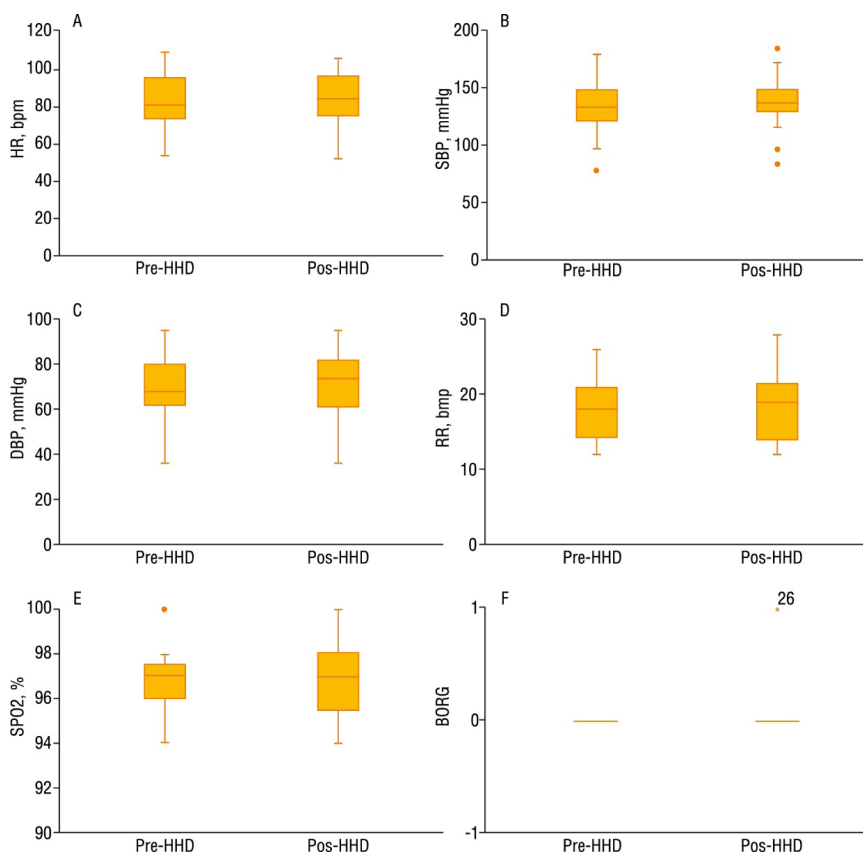 A
120
100
80
60
40
20
0
HR, bpm
Pre-HHD
Pos-HHD
B
200
150
100
50
0
SBP, mmHg
Pre-HHD
Pos-HHD
C
100
80
60
40
20
0
DBP, mmHg
Pre-HHD
Pos-HHD
D
30
20
10
0
RR, bmp
Pre-HHD
Pos-HHD
E
100
98
96
94
92
90
SPO2, %
Pre-HHD
Pos-HHD
F
26
1
0
-1
BORG
Pre-HHD
Pos-HHD